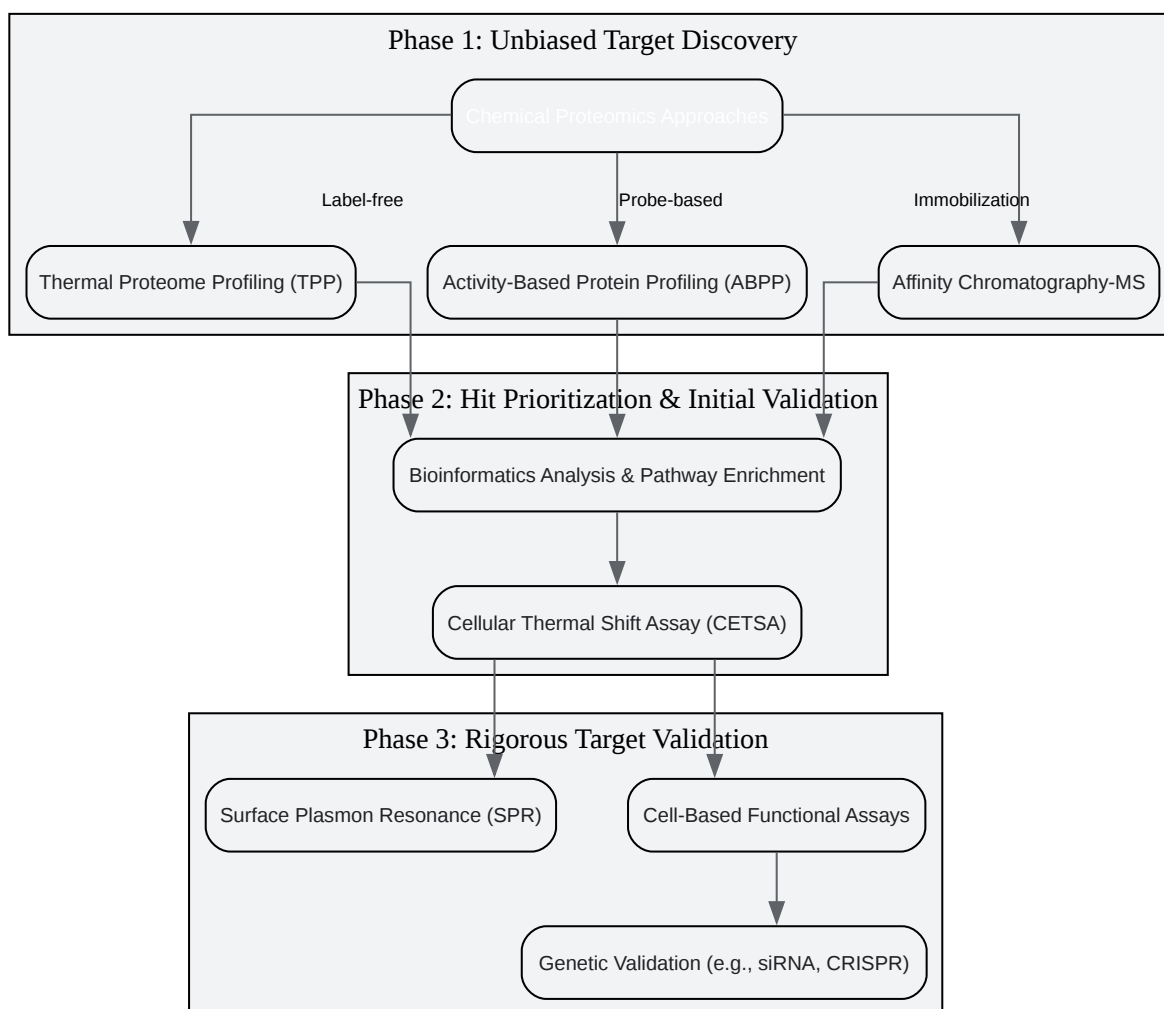 Phase 1: Unbiased Target Discovery
Chemical Proteomics Approaches
Label-free
Probe-based
Immobilization
Thermal Proteome Profiling (TPP)
Activity-Based Protein Profiling (ABPP)
Affinity Chromatography-MS
Phase 2: Hit Prioritization & Initial Validation
Bioinformatics Analysis & Pathway Enrichment
Cellular Thermal Shift Assay (CETSA)
Phase 3: Rigorous Target Validation
Surface Plasmon Resonance (SPR)
Cell-Based Functional Assays
Genetic Validation (e.g., siRNA, CRISPR)